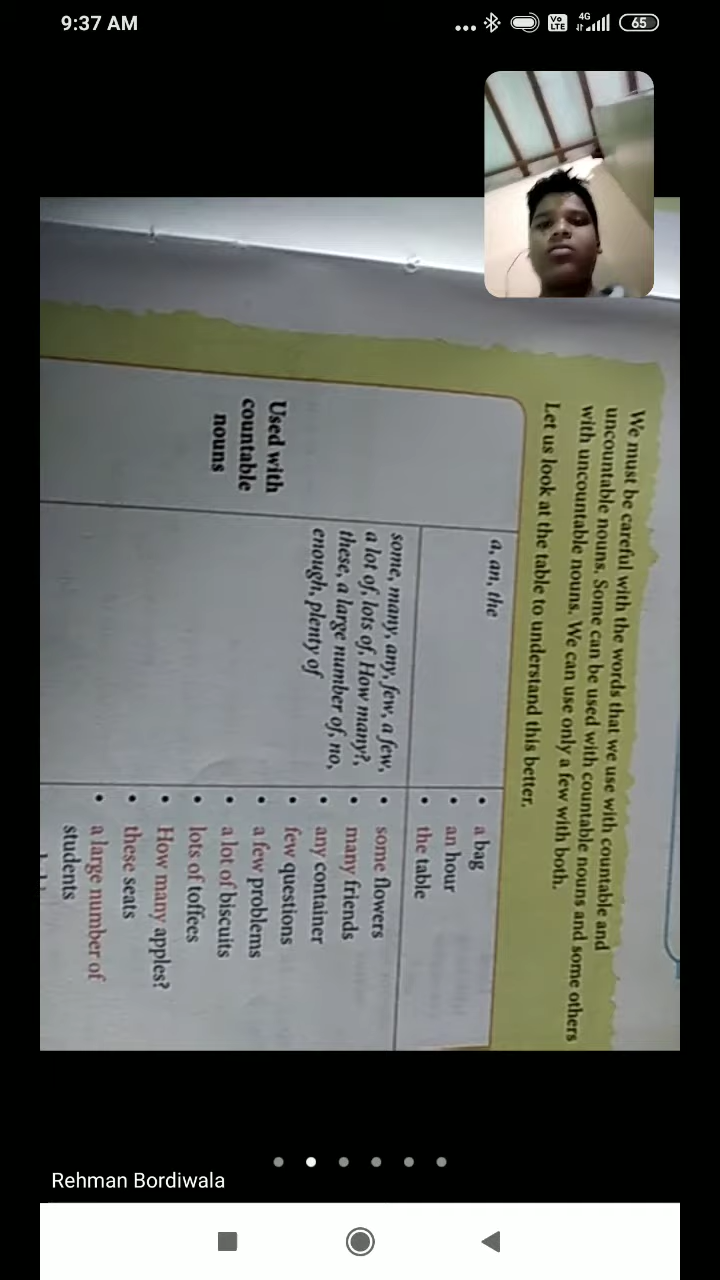 9:37 AM
Vo LTE 4G 65
We must be careful with the words that we use with countable and
uncountable nouns. Some can be used with countable nouns and some others
with uncountable nouns. We can use only a few with both.
Let us look at the table to understand this better.
Used with
countable
nouns
a, an, the
• a bag
• an hour
• the table
some, many, any, few, a few,
a lot of, lots of, How many?,
these, a large number of, no,
enough, plenty of
• some flowers
• many friends
• any container
• few questions
• a few problems
• a lot of biscuits
• lots of toffees
• How many apples?
• these seats
• a large number of
students
Rehman Bordiwala